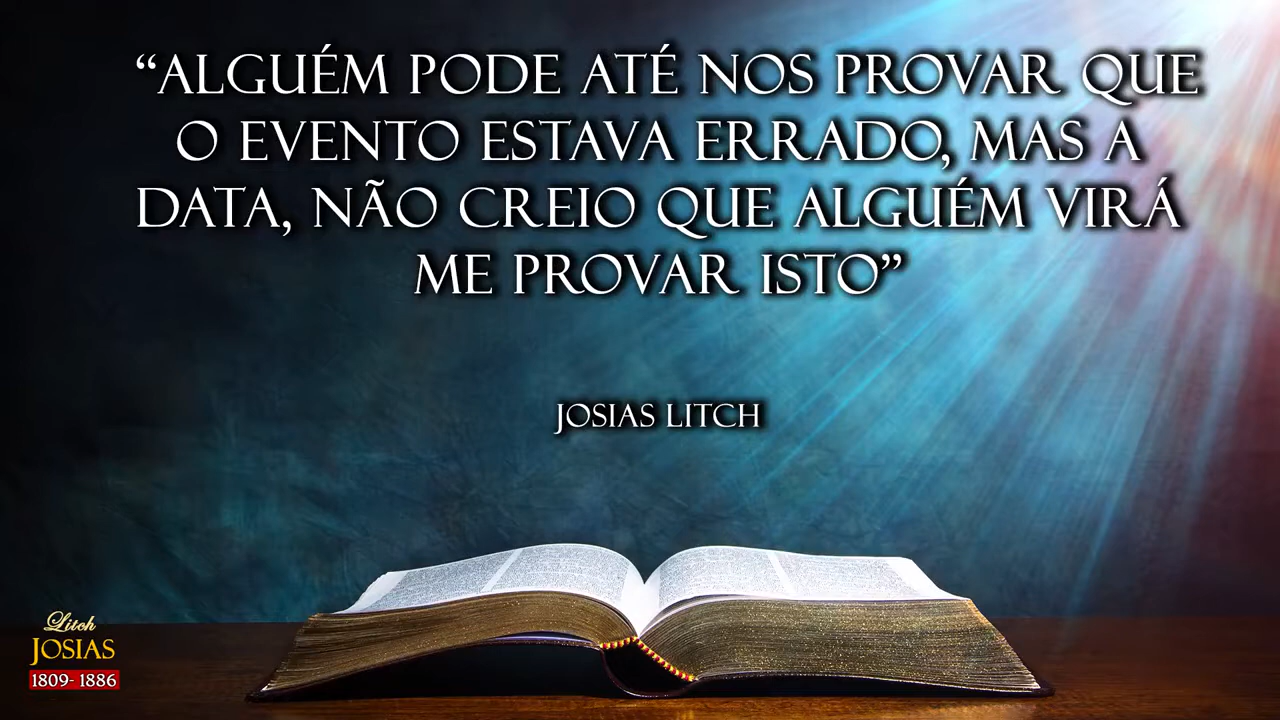 “ALGUÉM PODE ATÉ NOS PROVAR QUE
O EVENTO ESTAVA ERRADO, MAS A
DATA, NÃO CREIO QUE ALGUÉM VIRÁ
ME PROVAR ISTO”
JOSIAS LITCH
Litch
JOSIAS
1809- 1886